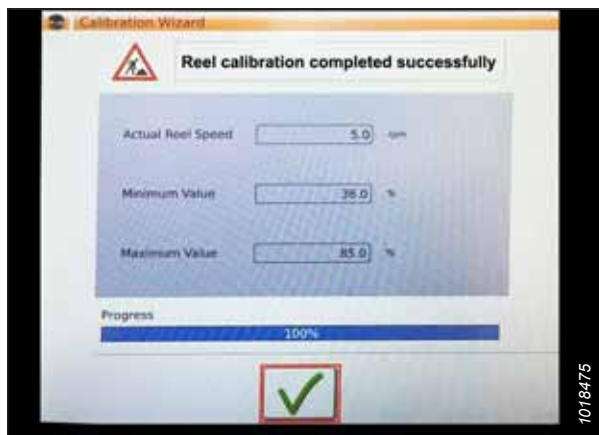 Calibration Wizard
Reel calibration completed successfully
Actual Reel Speed 5.0 rpm
Minimum Value 36.0 %
Maximum Value 85.0 %
Progress
100%
1018475